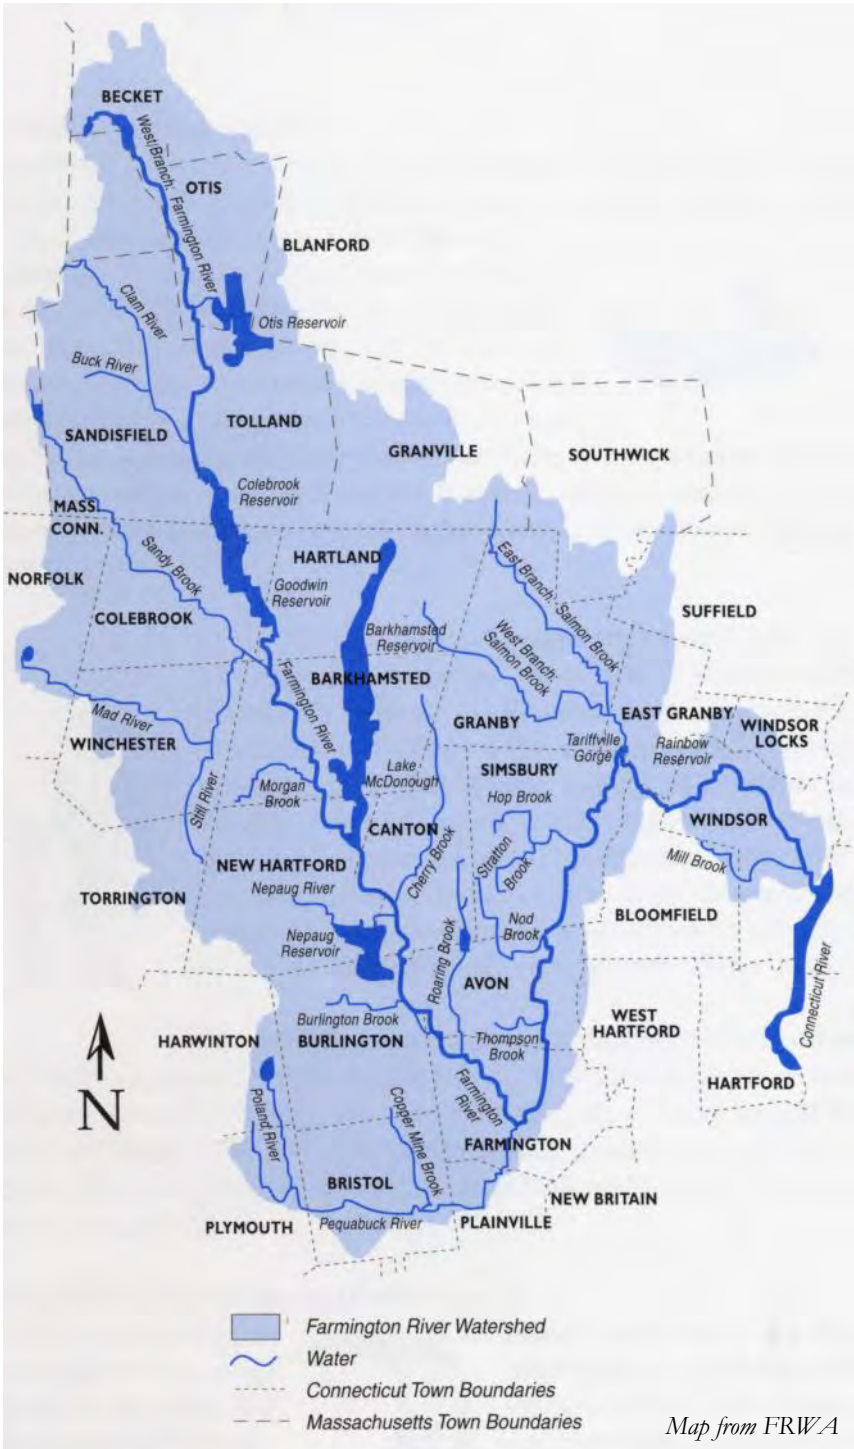 BECKET
West Branch: Farmington River
OTIS
BLANFORD
Clam River
Otis Reservoir
Buck River
TOLLAND
SANDISFIELD
GRANVILLE
SOUTHWICK
Colebrook
Reservoir
MASS.
CONN.
Sandy Brook
HARTLAND
East Branch: Salmon Brook
NORFOLK
Goodwin
Reservoir
COLEBROOK
SUFFIELD
Barkhamsted
Reservoir
West Branch:
Salmon Brook
Farmington River
BARKHAMSTED
Mad River
GRANBY
EAST GRANBY
WINDSOR
LOCKS
WINCHESTER
Tariffville
Gorge
Rainbow
Reservoir
Lake
McDonough
SIMSBURY
Morgan
Brook
Hop Brook
Still River
CANTON
WINDSOR
Cherry Brook
Stratton
Brook
Mill Brook
NEW HARTFORD
Nepaug River
TORRINGTON
BLOOMFIELD
Nod
Brook
Nepaug
Reservoir
Roaring Brook
AVON
Connecticut River
Burlington Brook
WEST
HARTFORD
HARWINTON
BURLINGTON
Thompson
Brook
N
HARTFORD
Farmington
River
Poland River
Copper Mine Brook
FARMINGTON
BRISTOL
NEW BRITAIN
PLYMOUTH
Pequabuck River
PLAINVILLE
Farmington River Watershed
Water
Connecticut Town Boundaries
Massachusetts Town Boundaries
Map from FRWA